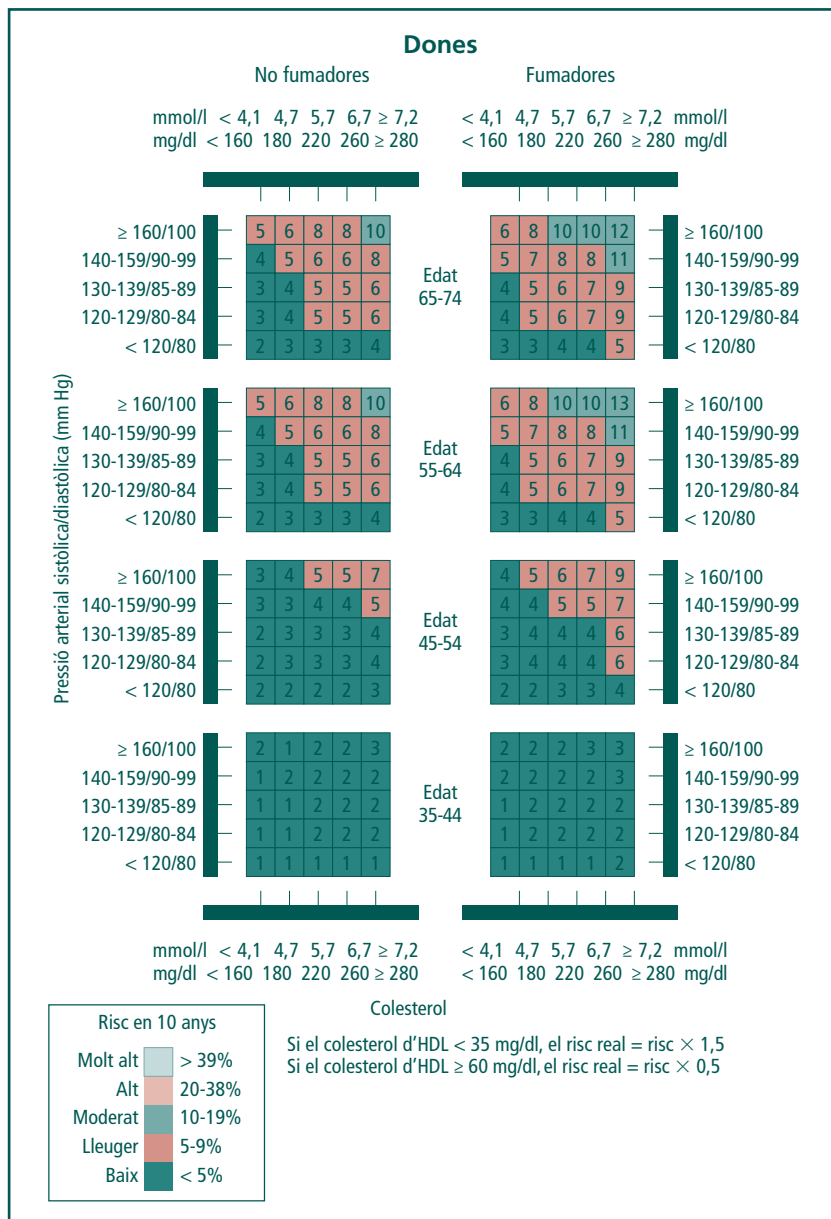 Dones
No fumadores Fumadores
mmol/l < 4,1 4,7 5,7 6,7 ≥ 7,2 < 4,1 4,7 5,7 6,7 ≥ 7,2 mmol/l
mg/dl < 160 180 220 260 ≥ 280 < 160 180 220 260 ≥ 280 mg/dl
Pressió arterial sistòlica/diastòlica (mm Hg)
≥ 160/100 5 6 8 8 10 6 8 10 10 12 ≥ 160/100
140-159/90-99 4 5 6 6 8 5 7 8 8 11 140-159/90-99
Edat
65-74
130-139/85-89 3 4 5 5 6 4 5 6 7 9 130-139/85-89
120-129/80-84 3 4 5 5 6 4 5 6 7 9 120-129/80-84
< 120/80 2 3 3 3 4 3 3 4 4 5 < 120/80
≥ 160/100 5 6 8 8 10 6 8 10 10 13 ≥ 160/100
140-159/90-99 4 5 6 6 8 5 7 8 8 11 140-159/90-99
Edat
55-64
130-139/85-89 3 4 5 5 6 4 5 6 7 9 130-139/85-89
120-129/80-84 3 4 5 5 6 4 5 6 7 9 120-129/80-84
< 120/80 2 3 3 3 4 3 3 4 4 5 < 120/80
≥ 160/100 3 4 5 5 7 4 5 6 7 9 ≥ 160/100
140-159/90-99 3 3 4 4 5 4 4 5 5 7 140-159/90-99
Edat
45-54
130-139/85-89 2 3 3 3 4 3 4 4 4 6 130-139/85-89
120-129/80-84 2 3 3 3 4 3 4 4 4 6 120-129/80-84
< 120/80 2 2 2 2 3 2 2 3 3 4 < 120/80
≥ 160/100 2 1 2 2 3 2 2 2 3 3 ≥ 160/100
140-159/90-99 1 2 2 2 2 2 2 2 2 3 140-159/90-99
Edat
35-44
130-139/85-89 1 1 2 2 2 1 2 2 2 2 130-139/85-89
120-129/80-84 1 1 2 2 2 1 2 2 2 2 120-129/80-84
< 120/80 1 1 1 1 1 1 1 1 1 2 < 120/80
mmol/l < 4,1 4,7 5,7 6,7 ≥ 7,2 < 4,1 4,7 5,7 6,7 ≥ 7,2 mmol/l
mg/dl < 160 180 220 260 ≥ 280 < 160 180 220 260 ≥ 280 mg/dl
Colesterol
Risc en 10 anys
Molt alt > 39%
Alt 20-38%
Moderat 10-19%
Lleuger 5-9%
Baix < 5%
Si el colesterol d'HDL < 35 mg/dl, el risc real = risc × 1,5
Si el colesterol d'HDL ≥ 60 mg/dl, el risc real = risc × 0,5